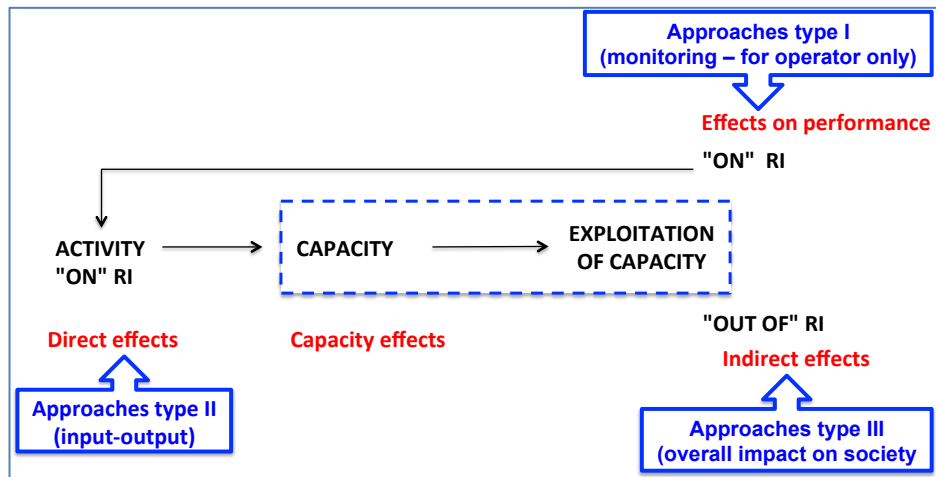 Approaches type I
(monitoring – for operator only)
Effects on performance
"ON" RI
ACTIVITY
"ON" RI
CAPACITY
EXPLOITATION
OF CAPACITY
"OUT OF" RI
Direct effects
Capacity effects
Indirect effects
Approaches type II
(input-output)
Approaches type III
(overall impact on society